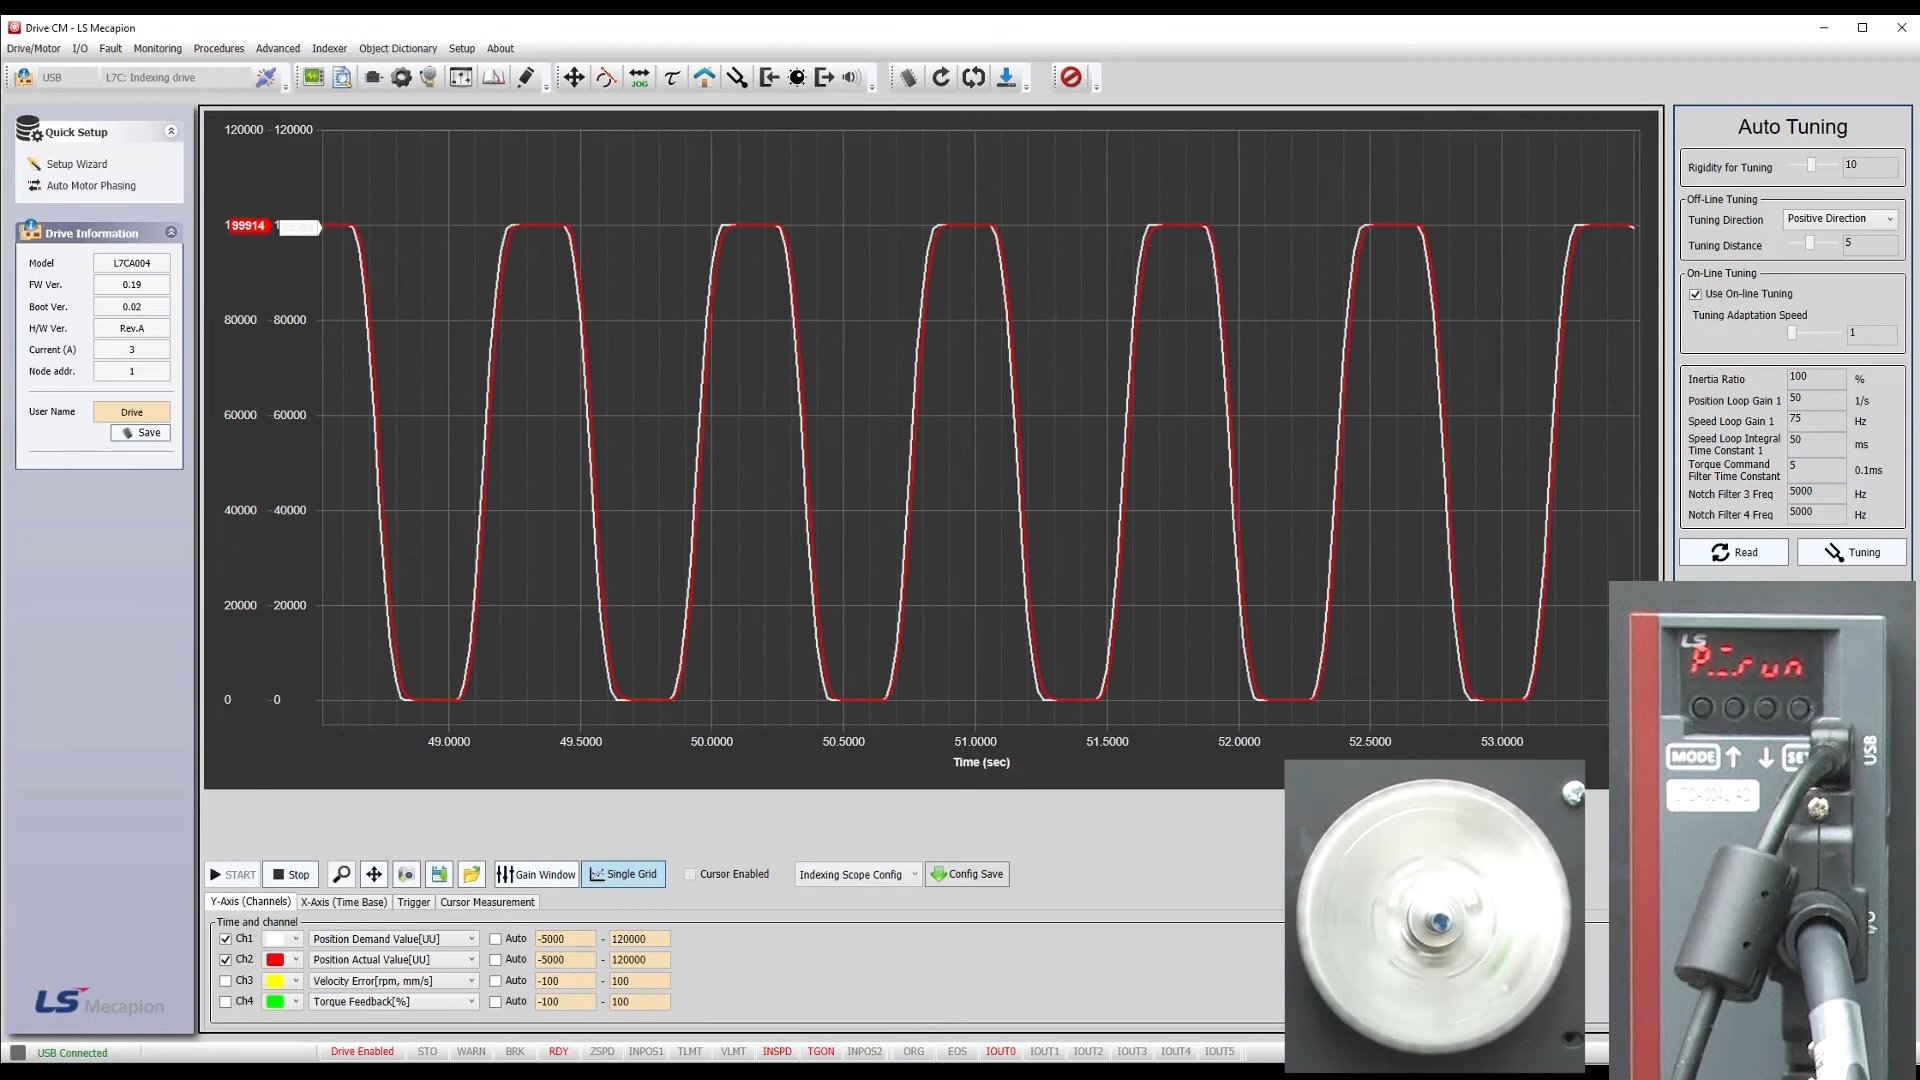 Drive CM - LS Mecapion
Drive/Motor I/O Fault Monitoring Procedures Advanced Indexer Object Dictionary Setup About
USB L7C: Indexing drive JOG
Quick Setup
Setup Wizard
Auto Motor Phasing
Drive Information
Model L7CA004
FW Ver. 0.19
Boot Ver. 0.02
H/W Ver. Rev.A
Current (A) 3
Node addr. 1
User Name Drive
Save
LS Mecapion
120000 -120000
99914
80000 -80000
60000 -60000
40000 -40000
20000 -20000
0 -0
49.0000 49.5000 50.0000 50.5000 51.0000 51.5000 52.0000 52.5000 53.0000
Time (sec)
START Stop Gain Window Single Grid Cursor Enabled Indexing Scope Config Config Save
Y-Axis (Channels) X-Axis (Time Base) Trigger Cursor Measurement
Time and channel
Ch1 Position Demand Value[UU] Auto -5000 - 120000
Ch2 Position Actual Value[UU] Auto -5000 - 120000
Ch3 Velocity Error[rpm, mm/s] Auto -100 - 100
Ch4 Torque Feedback[%] Auto -100 - 100
Auto Tuning
Rigidity for Tuning 10
Off-Line Tuning
Tuning Direction Positive Direction
Tuning Distance 5
On-Line Tuning
Use On-line Tuning
Tuning Adaptation Speed
1
Inertia Ratio 100 %
Position Loop Gain 1 50 1/s
Speed Loop Gain 1 75 Hz
Speed Loop Integral
Time Constant 1 50 ms
Torque Command
Filter Time Constant 5 0.1ms
Notch Filter 3 Freq 5000 Hz
Notch Filter 4 Freq 5000 Hz
Read Tuning
LS
MODE
USB
USB Connected Drive Enabled STO WARN BRK RDY ZSPD INPOS1 TLMT VLMT INSPD TGON INPOS2 ORG EOS IOUT0 IOUT1 IOUT2 IOUT3 IOUT4 IOUT5